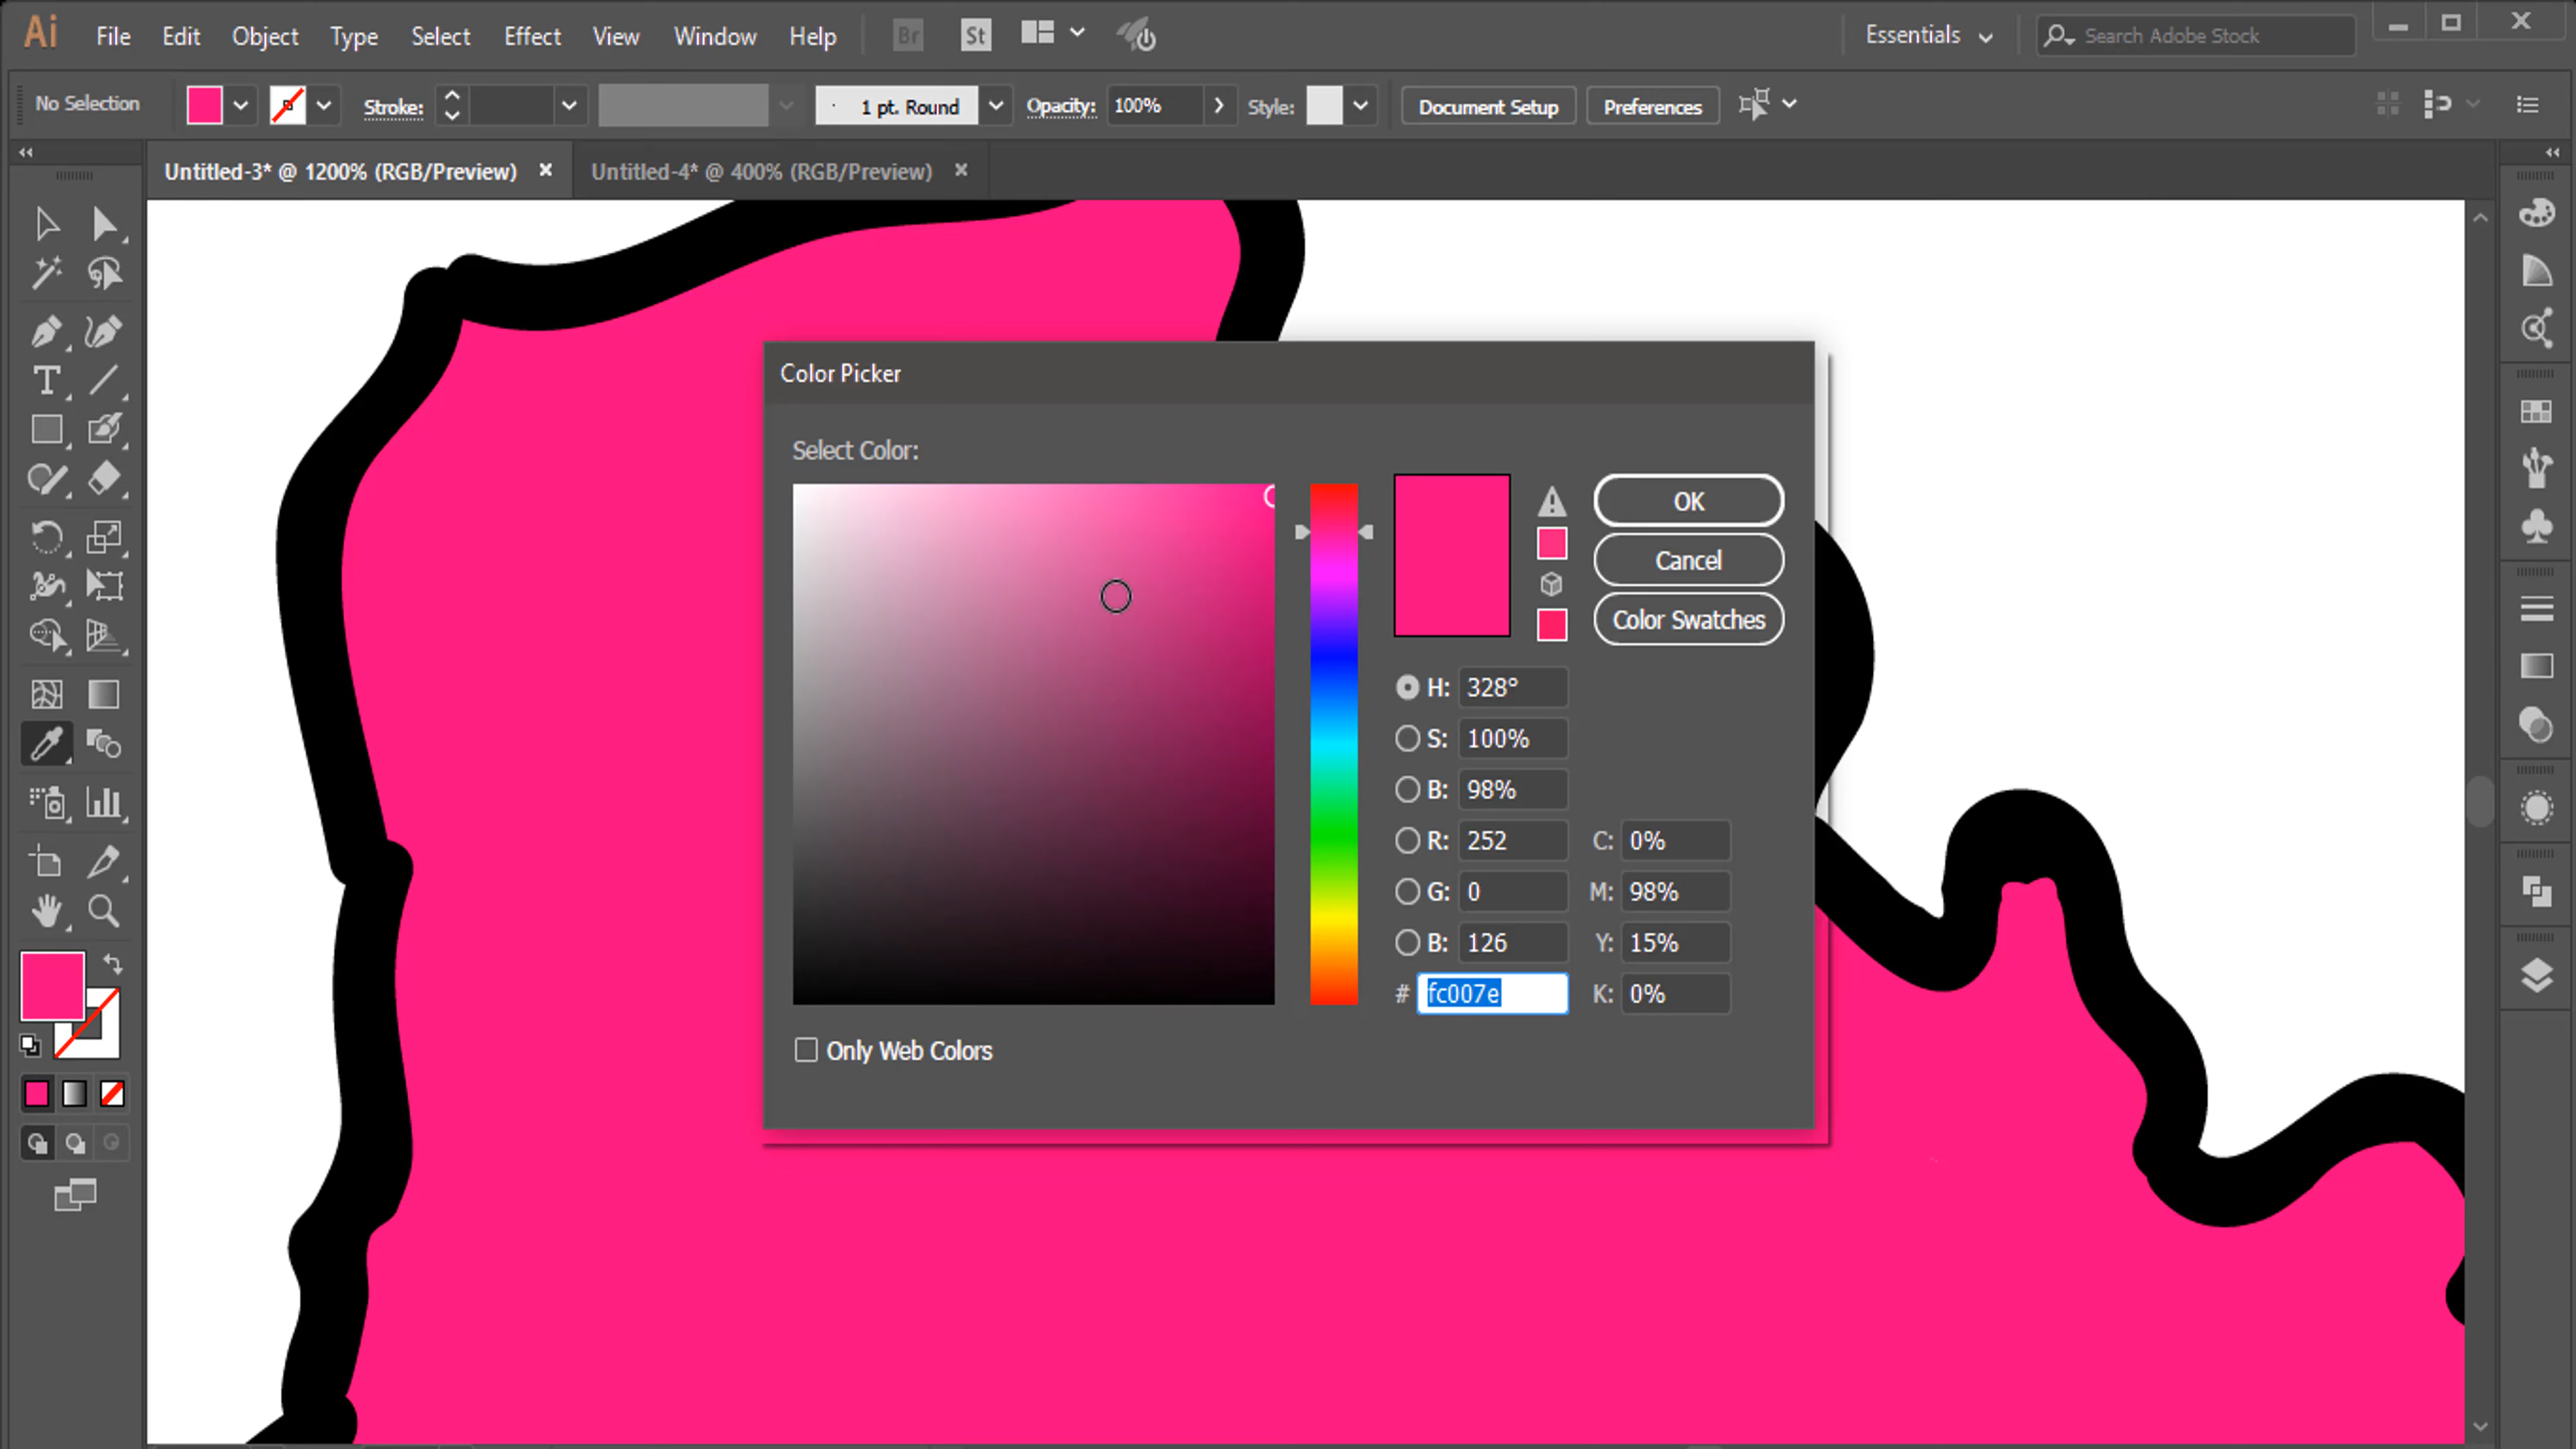 Ai File Edit Object Type Select Effect View Window Help Br St Essentials Search Adobe Stock
No Selection Stroke: 1 pt. Round Opacity: 100% Style: Document Setup Preferences
Untitled-3* @ 1200% (RGB/Preview) × Untitled-4* @ 400% (RGB/Preview) ×
Color Picker
Select Color:
OK
Cancel
Color Swatches
H: 328°
S: 100%
B: 98%
R: 252 C: 0%
G: 0 M: 98%
B: 126 Y: 15%
# fc007e K: 0%
Only Web Colors